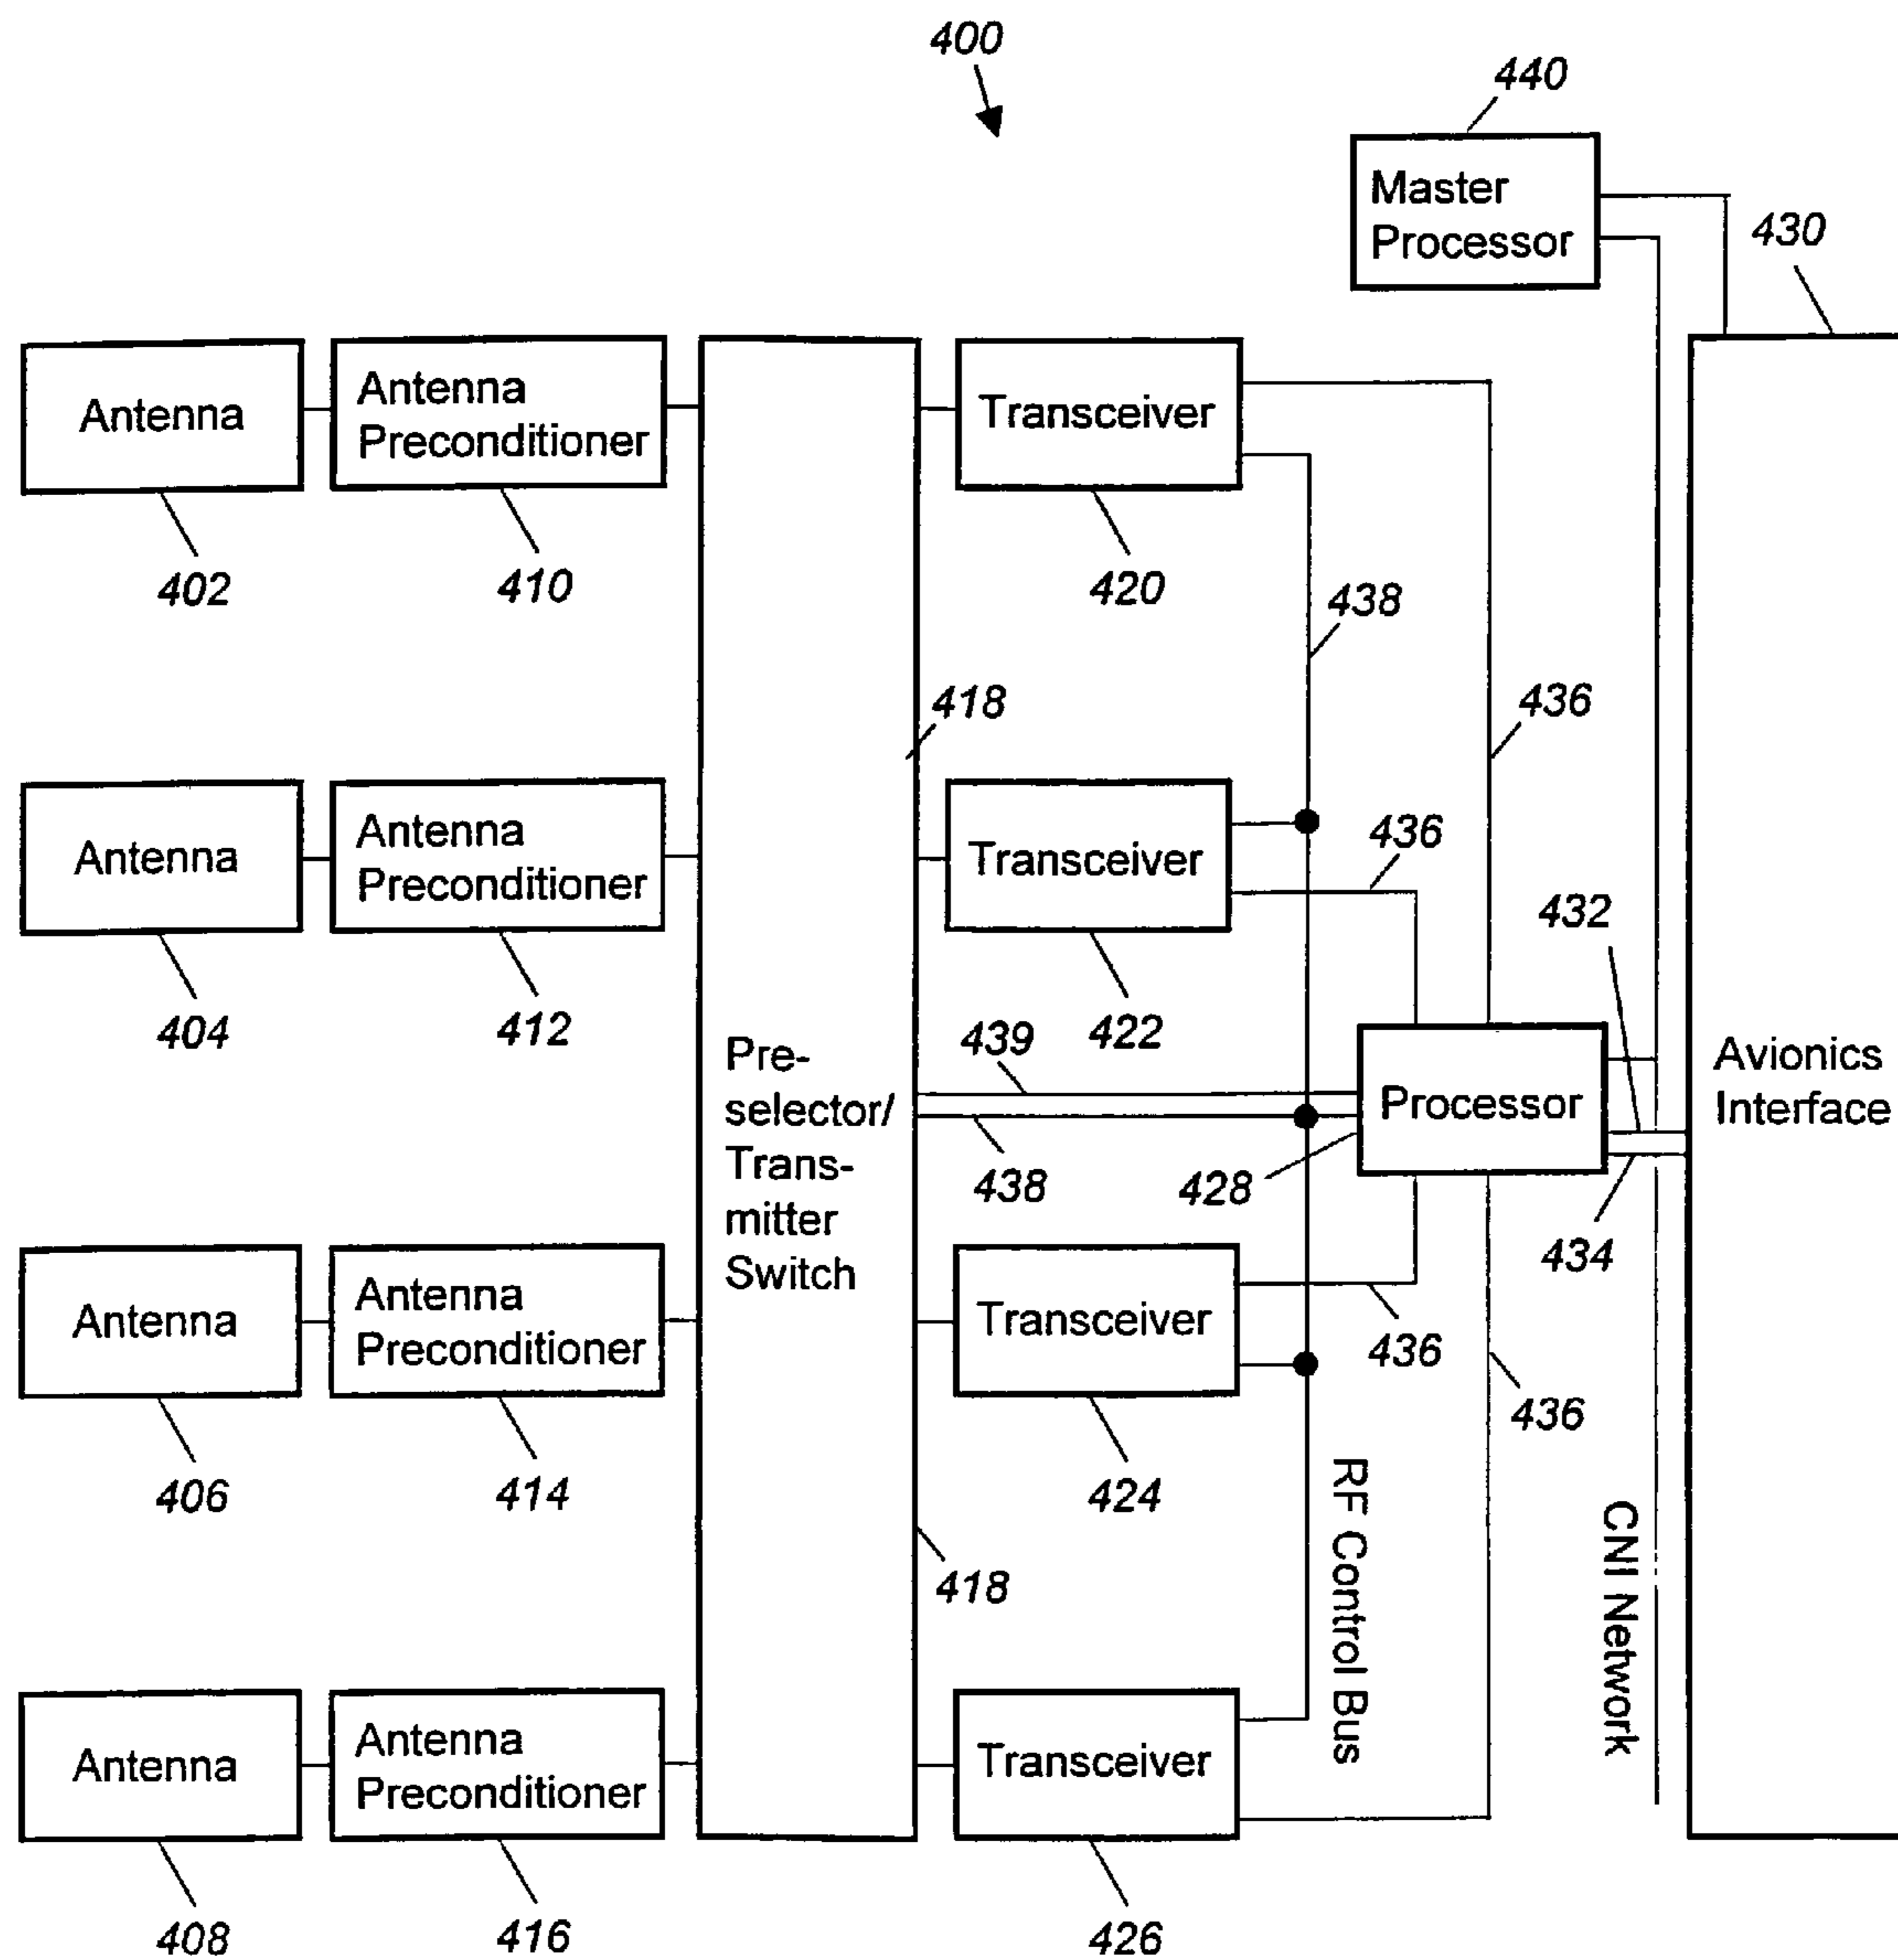 400
440
Master
Processor
430
Antenna
Antenna
Preconditioner
Transceiver
402
410
420
438
418
436
Antenna
Antenna
Preconditioner
Transceiver
436
432
404
412
422
439
Pre-
selector/
Trans-
mitter
Switch
Processor
Avionics
Interface
438
428
434
Antenna
Antenna
Preconditioner
Transceiver
436
436
406
414
424
418
RF Control Bus
CNI Network
Antenna
Antenna
Preconditioner
Transceiver
408
416
426